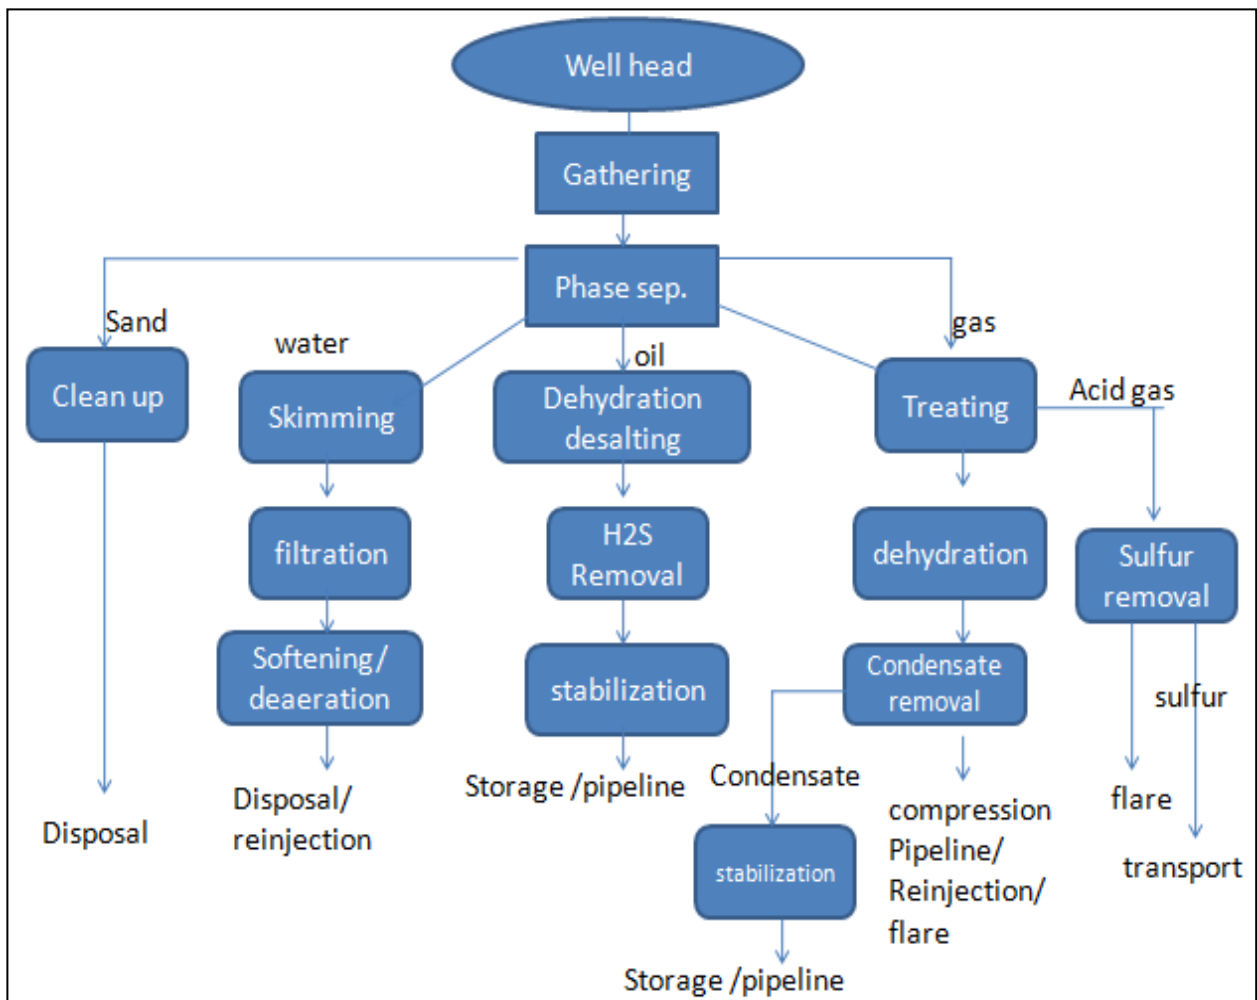 Well head
Gathering
Phase sep.
Sand
water
oil
gas
Clean up
Skimming
Dehydration
desalting
Treating
Acid gas
filtration
H2S
Removal
dehydration
Sulfur
removal
Softening/
deaeration
stabilization
Condensate
removal
sulfur
Disposal
Disposal/
reinjection
Storage /pipeline
Condensate
compression
Pipeline/
Reinjection/
flare
flare
transport
stabilization
Storage /pipeline